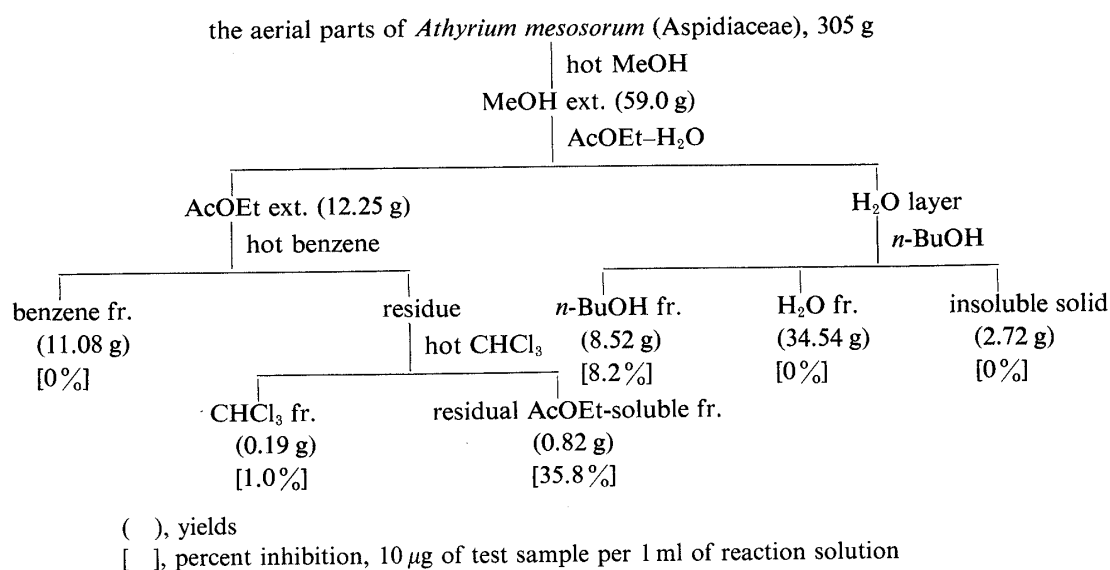 the aerial parts of Athyrium mesosorum (Aspidiaceae), 305 g
hot MeOH
MeOH ext. (59.0 g)
AcOEt–H₂O
AcOEt ext. (12.25 g)
H₂O layer
hot benzene
n-BuOH
benzene fr.
(11.08 g)
[0%]
residue
hot CHCl₃
n-BuOH fr.
(8.52 g)
[8.2%]
H₂O fr.
(34.54 g)
[0%]
insoluble solid
(2.72 g)
[0%]
CHCl₃ fr.
(0.19 g)
[1.0%]
residual AcOEt-soluble fr.
(0.82 g)
[35.8%]
( ), yields
[ ], percent inhibition, 10 μg of test sample per 1 ml of reaction solution